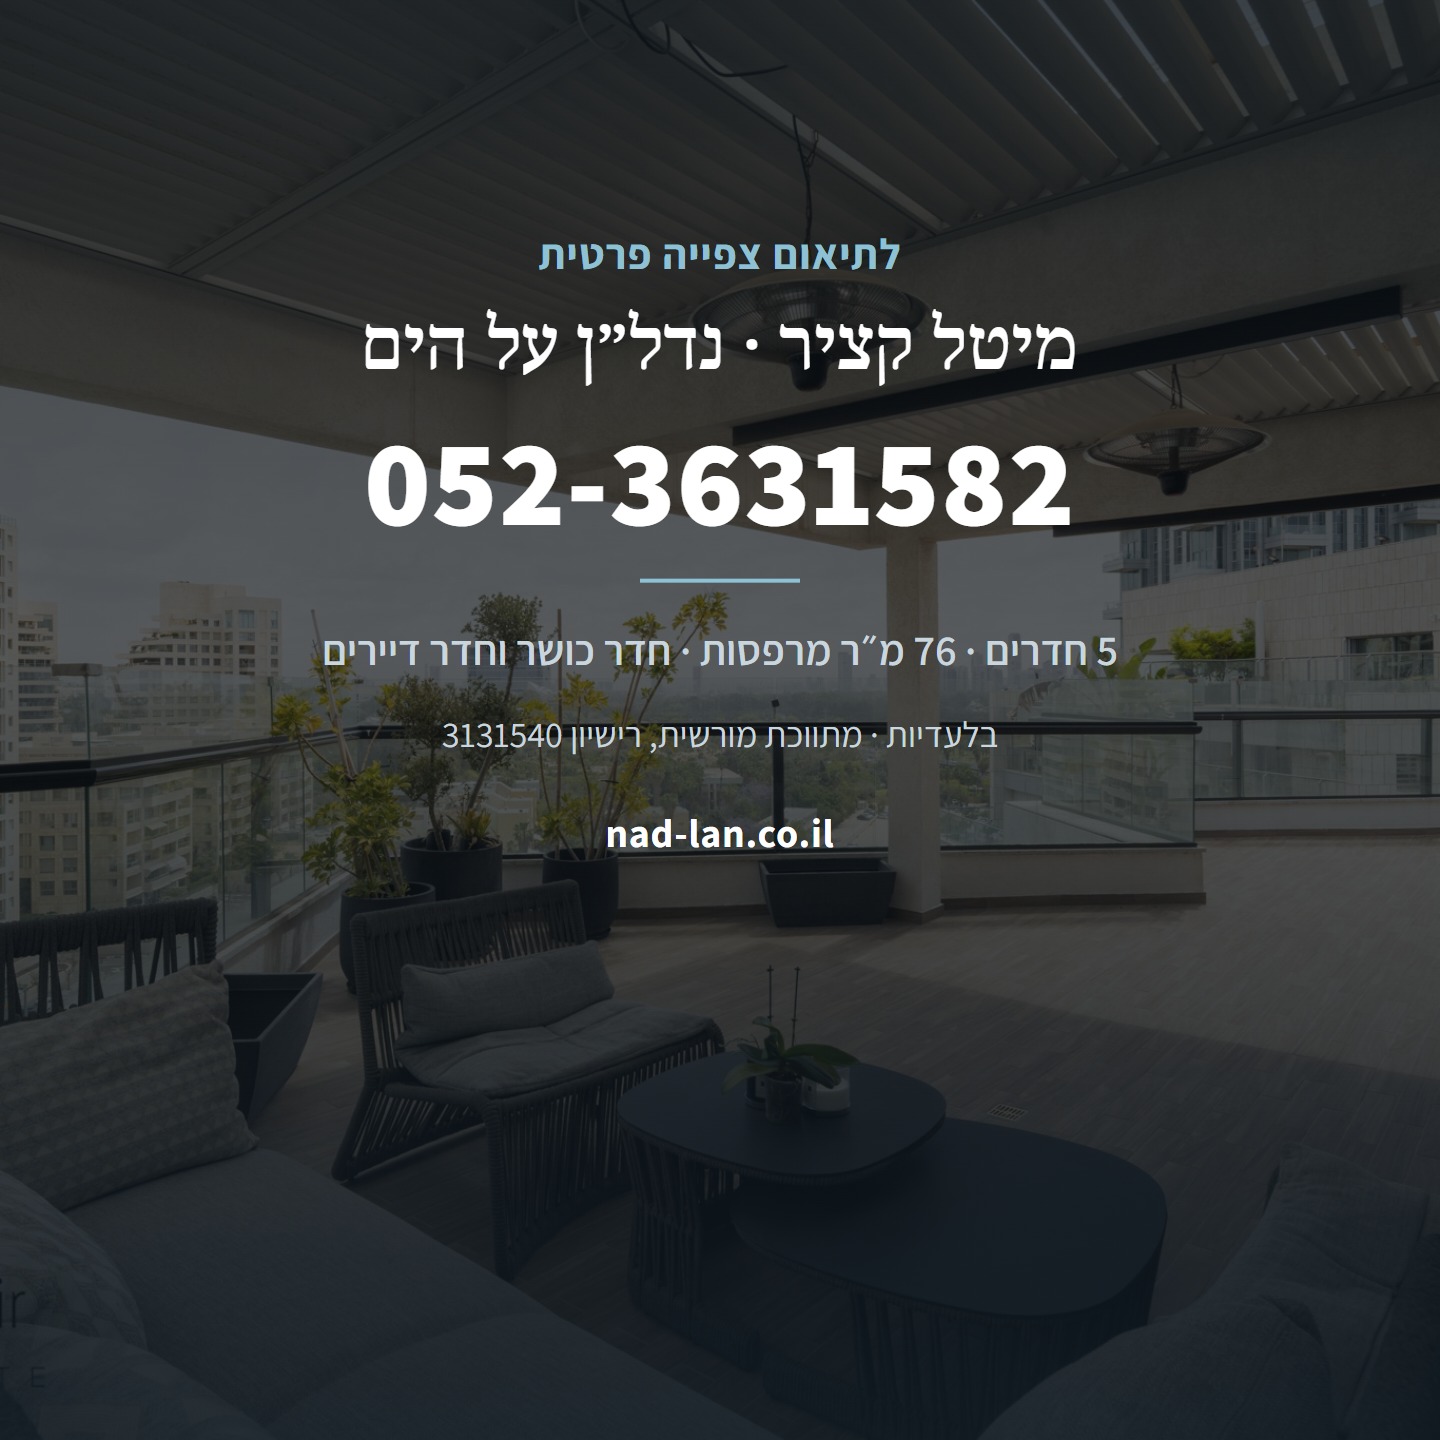 לתיאום צפייה פרטית
מיטל קציר · נדל״ן על הים
052-3631582
5 חדרים · 76 מ״ר מרפסות · חדר כושר וחדר דיירים
בלעדיות · מתווכת מורשית, רישיון 3131540
nad-lan.co.il